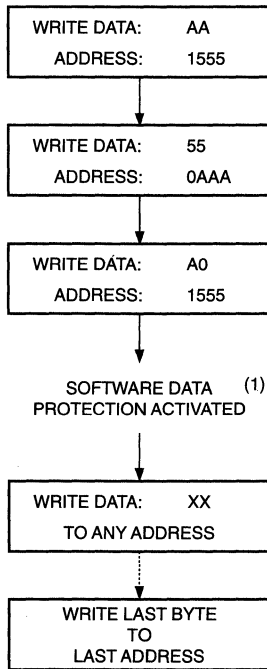 WRITE DATA: AA
ADDRESS: 1555
WRITE DATA: 55
ADDRESS: 0AAA
WRITE DATA: A0
ADDRESS: 1555
SOFTWARE DATA (1)
PROTECTION ACTIVATED
WRITE DATA: XX
TO ANY ADDRESS
WRITE LAST BYTE
TO
LAST ADDRESS